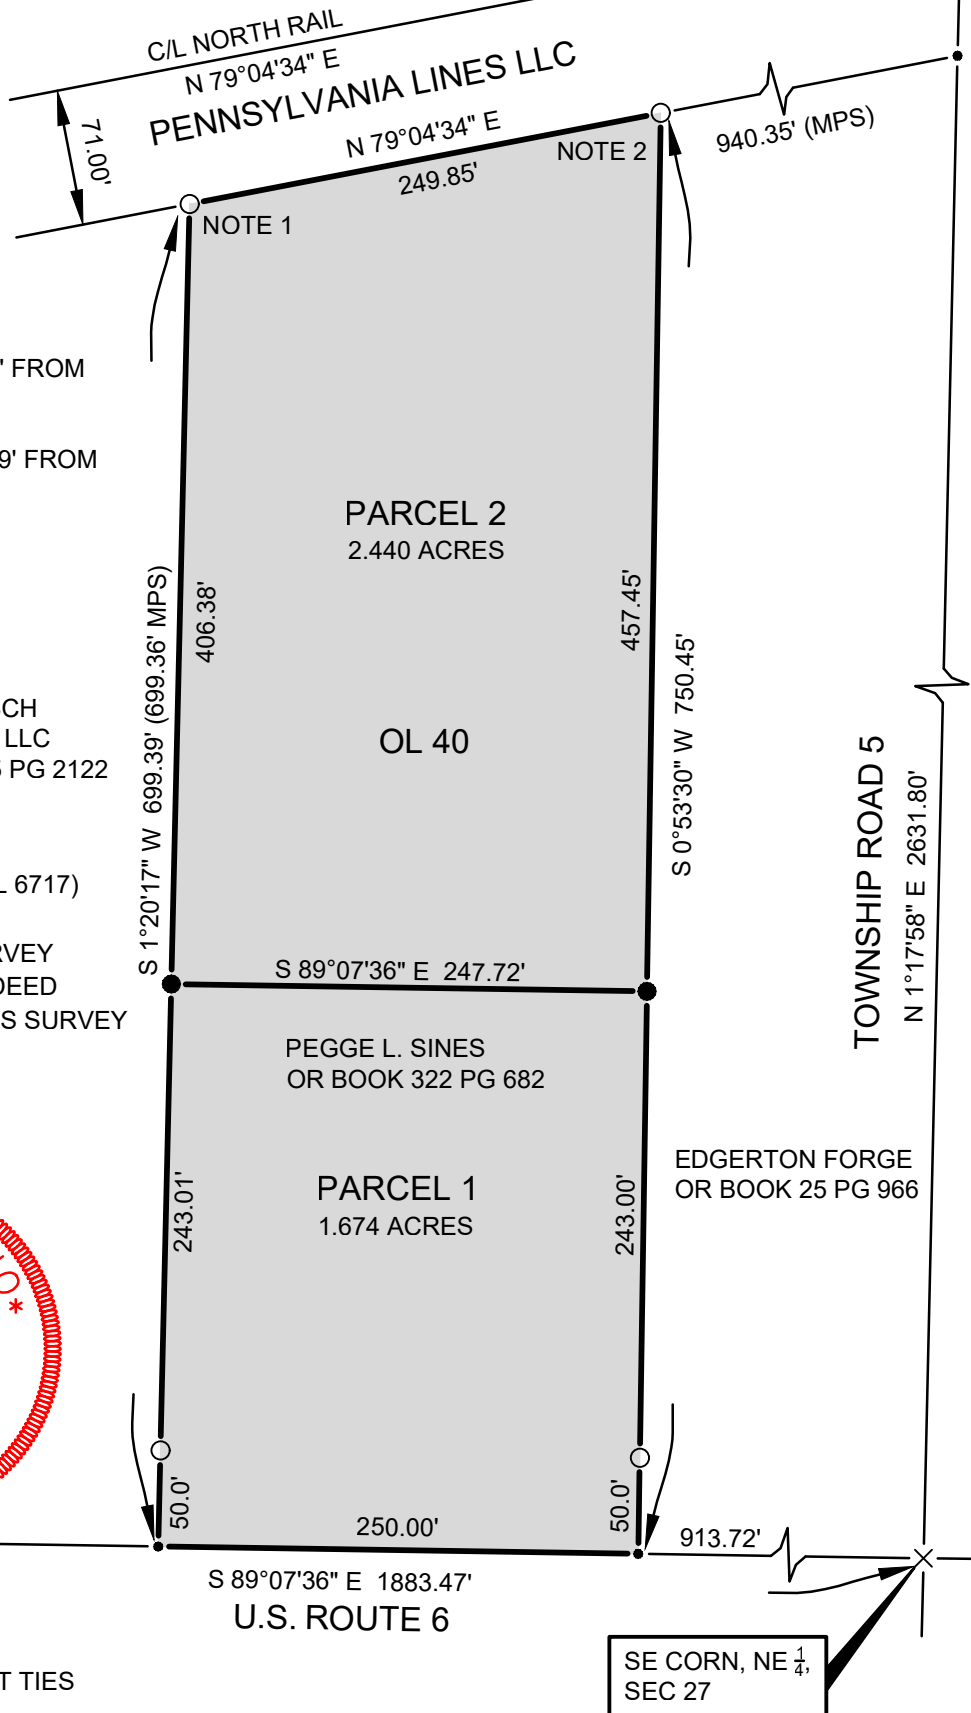 C/L NORTH RAIL
N 79°04'34" E
PENNSYLVANIA LINES LLC
71.00'
N 79°04'34" E
249.85'
NOTE 1
NOTE 2
940.35' (MPS)
' FROM
9' FROM
PARCEL 2
2.440 ACRES
406.38'
457.45'
S 1°20'17" W 699.39' (699.36' MPS)
S 0°53'30" W 750.45'
OL 40
CH
LLC
PG 2122
6717)
TOWNSHIP ROAD 5
N 1°17'58" E 2631.80'
RVEY
DEED
S SURVEY
S 89°07'36" E 247.72'
PEGGE L. SINES
OR BOOK 322 PG 682
PARCEL 1
1.674 ACRES
243.01'
243.00'
EDGERTON FORGE
OR BOOK 25 PG 966
O*
50.0'
50.0'
250.00'
913.72'
S 89°07'36" E 1883.47'
U.S. ROUTE 6
SE CORN, NE 1/4,
SEC 27
T TIES